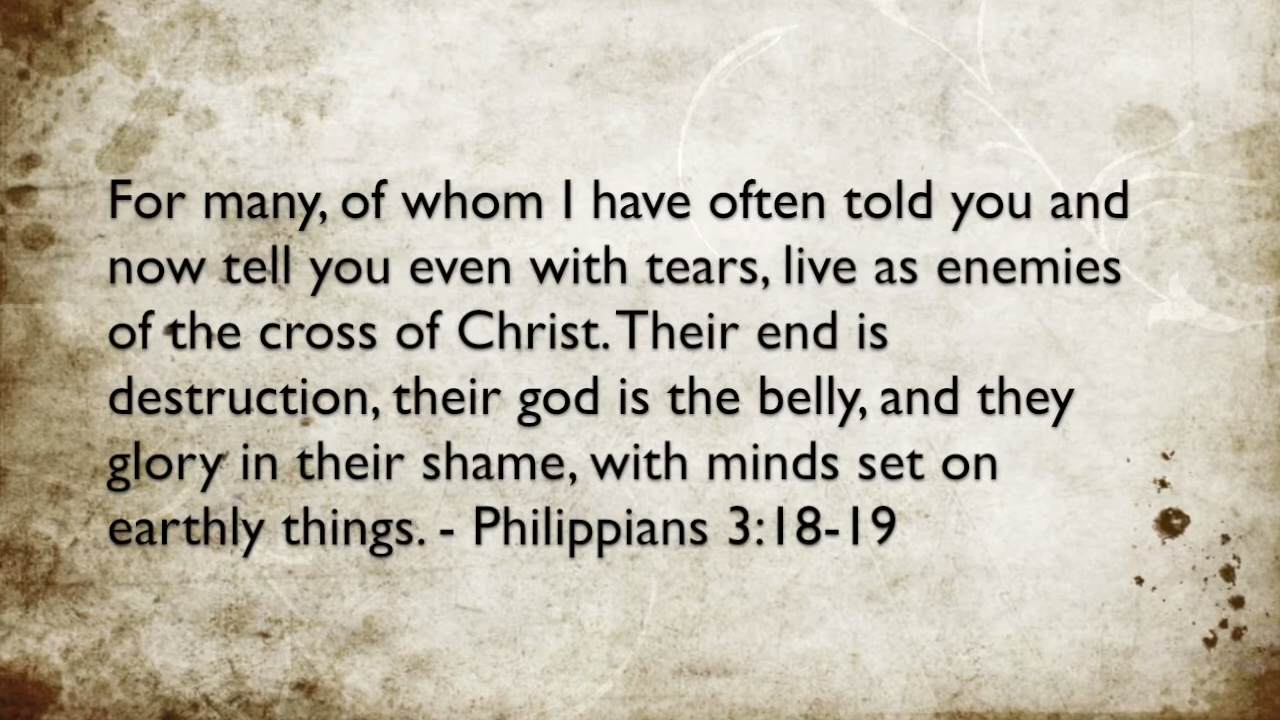 For many, of whom I have often told you and
now tell you even with tears, live as enemies
of the cross of Christ. Their end is
destruction, their god is the belly, and they
glory in their shame, with minds set on
earthly things. - Philippians 3:18-19